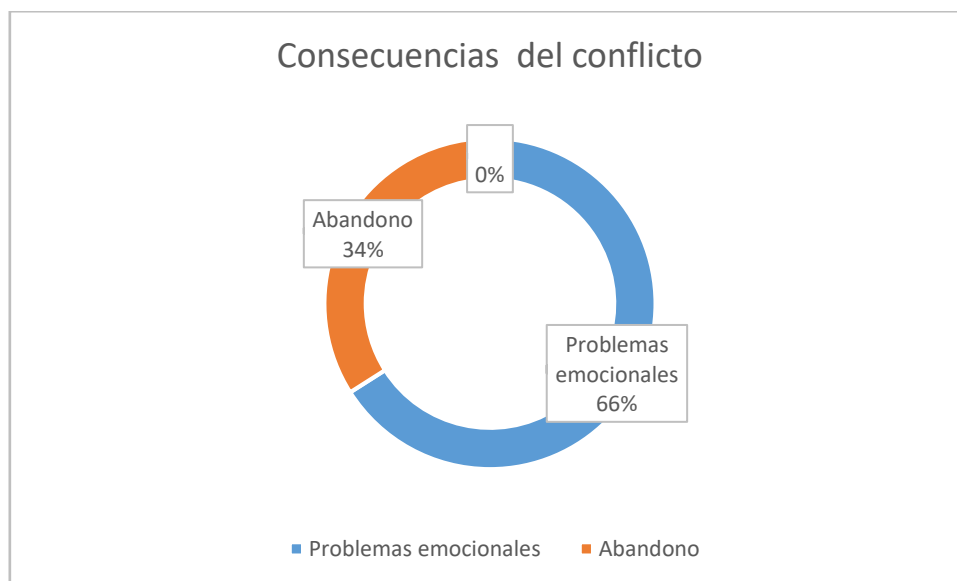 Consecuencias del conflicto
0%
Abandono
34%
Problemas
emocionales
66%
Problemas emocionales
Abandono